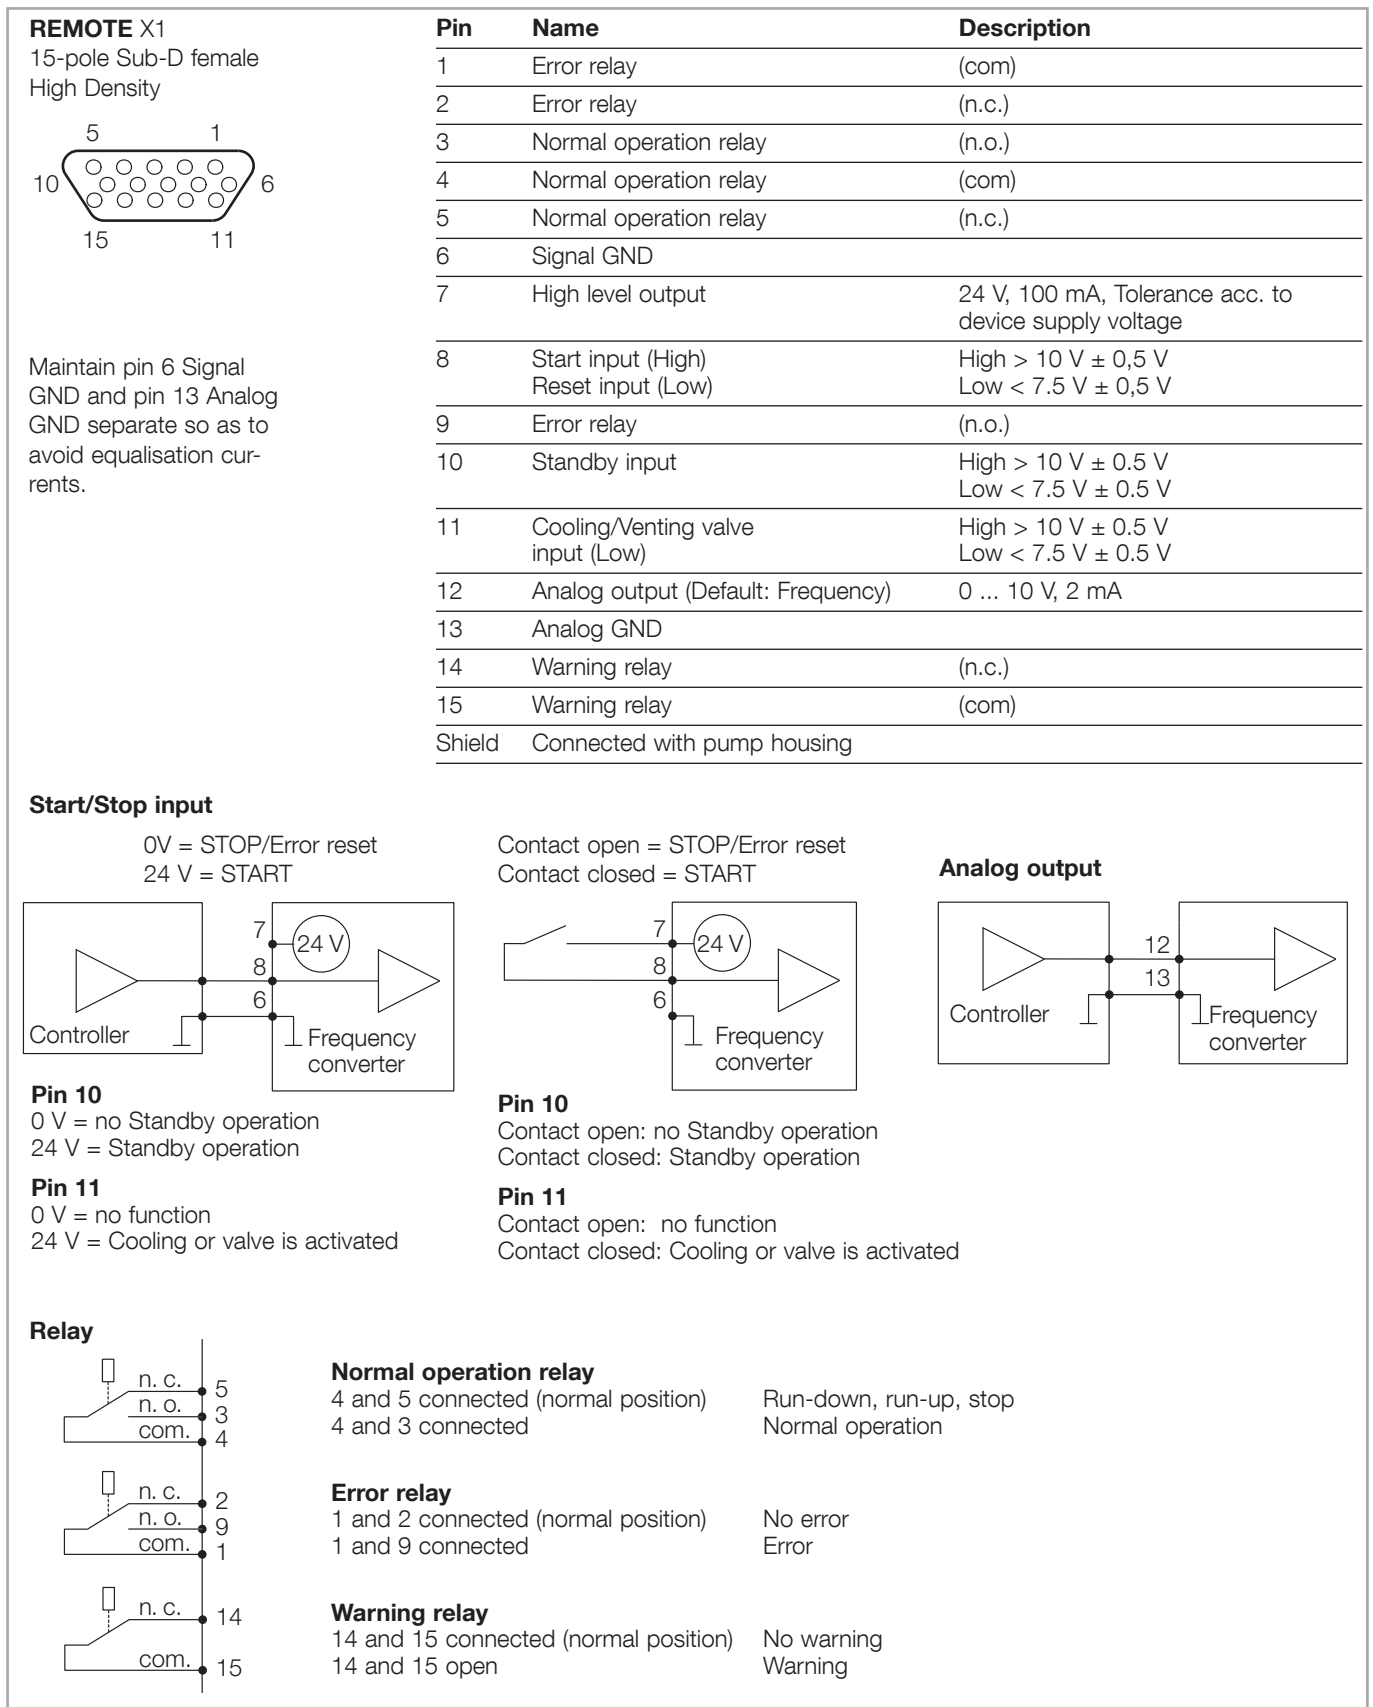 REMOTE X1
15-pole Sub-D female
High Density
5 1
10 6
15 11
Maintain pin 6 Signal
GND and pin 13 Analog
GND separate so as to
avoid equalisation cur-
rents.
Pin Name Description
1 Error relay (com)
2 Error relay (n.c.)
3 Normal operation relay (n.o.)
4 Normal operation relay (com)
5 Normal operation relay (n.c.)
6 Signal GND
7 High level output 24 V, 100 mA, Tolerance acc. to
device supply voltage
8 Start input (High) High > 10 V ± 0,5 V
Reset input (Low) Low < 7.5 V ± 0,5 V
9 Error relay (n.o.)
10 Standby input High > 10 V ± 0.5 V
Low < 7.5 V ± 0.5 V
11 Cooling/Venting valve High > 10 V ± 0.5 V
input (Low) Low < 7.5 V ± 0.5 V
12 Analog output (Default: Frequency) 0 ... 10 V, 2 mA
13 Analog GND
14 Warning relay (n.c.)
15 Warning relay (com)
Shield Connected with pump housing
Start/Stop input
0V = STOP/Error reset
24 V = START
7
24 V
8
6
Controller
Frequency
converter
Pin 10
0 V = no Standby operation
24 V = Standby operation
Pin 11
0 V = no function
24 V = Cooling or valve is activated
Contact open = STOP/Error reset
Contact closed = START
7
24 V
8
6
Frequency
converter
Pin 10
Contact open: no Standby operation
Contact closed: Standby operation
Pin 11
Contact open: no function
Contact closed: Cooling or valve is activated
Analog output
12
13
Controller
Frequency
converter
Relay
n. c. 5
n. o. 3
com. 4
Normal operation relay
4 and 5 connected (normal position) Run-down, run-up, stop
4 and 3 connected Normal operation
n. c. 2
n. o. 9
com. 1
Error relay
1 and 2 connected (normal position) No error
1 and 9 connected Error
n. c. 14
com. 15
Warning relay
14 and 15 connected (normal position) No warning
14 and 15 open Warning